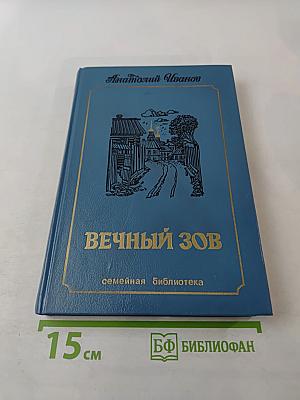 Анатолий Иванов
ВЕЧНЫЙ ЗОВ
семейная библиотека
15 см
БФ БИБЛИОФАН